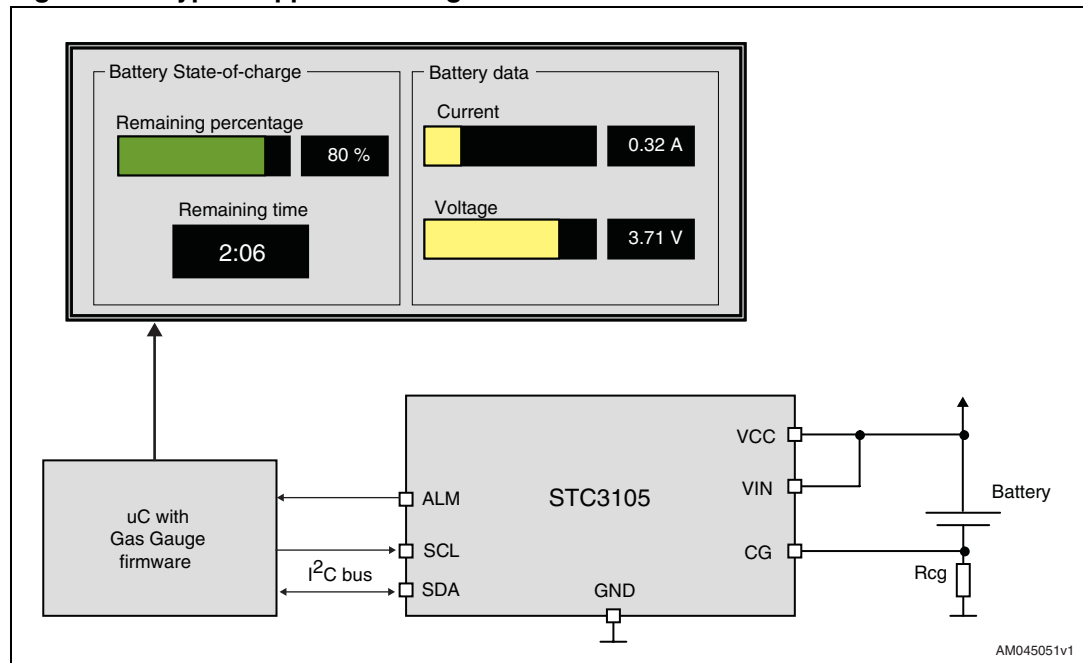 Battery State-of-charge
Remaining percentage
80 %
Remaining time
2:06
Battery data
Current
0.32 A
Voltage
3.71 V
uC with
Gas Gauge
firmware
I2C bus
ALM
SCL
SDA
STC3105
GND
VCC
VIN
CG
Battery
Rcg
AM045051v1